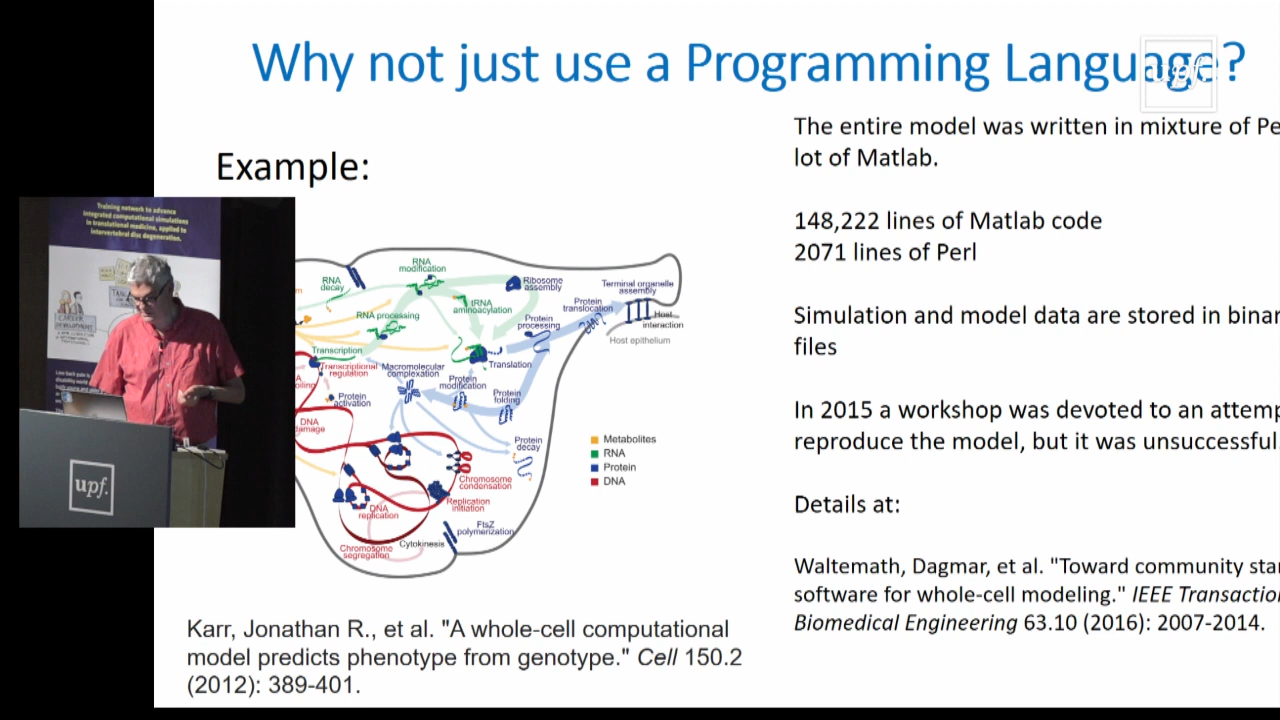 Why not just use a Programming Language?
upf.
Example:
The entire model was written in mixture of Pe
lot of Matlab.
148,222 lines of Matlab code
2071 lines of Perl
Simulation and model data are stored in binar
files
In 2015 a workshop was devoted to an attemp
reproduce the model, but it was unsuccessful.
Details at:
Waltemath, Dagmar, et al. "Toward community stan
software for whole-cell modeling." IEEE Transaction
Biomedical Engineering 63.10 (2016): 2007-2014.
Training network to advance
integrated computational simulations
in translational medicine, applied to
intervertebral disc degeneration.
CAREER
DEVELOPMENT
upf.
RNA
modification
RNA
decay
Ribosome
assembly
Terminal organelle
assembly
tRNA
aminoacylation
Protein
translocation
RNA processing
Protein
processing
Host
interaction
Host epithelium
Transcription
Transcriptional
regulation
Macromolecular
complexation
Translation
Protein
modification
Protein
folding
Protein
activation
DNA
damage
Protein
decay
Metabolites
RNA
Protein
DNA
Chromosome
condensation
Replication
initiation
DNA
replication
FtsZ
polymerization
Cytokinesis
Chromosome
segregation
Karr, Jonathan R., et al. "A whole-cell computational
model predicts phenotype from genotype." Cell 150.2
(2012): 389-401.